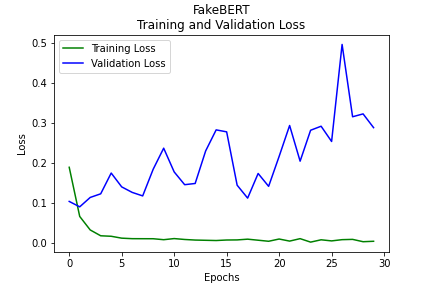 FakeBERT
Training and Validation Loss
Training Loss
Validation Loss
0.5
0.4
0.3
0.2
0.1
0.0
Loss
0 5 10 15 20 25 30
Epochs